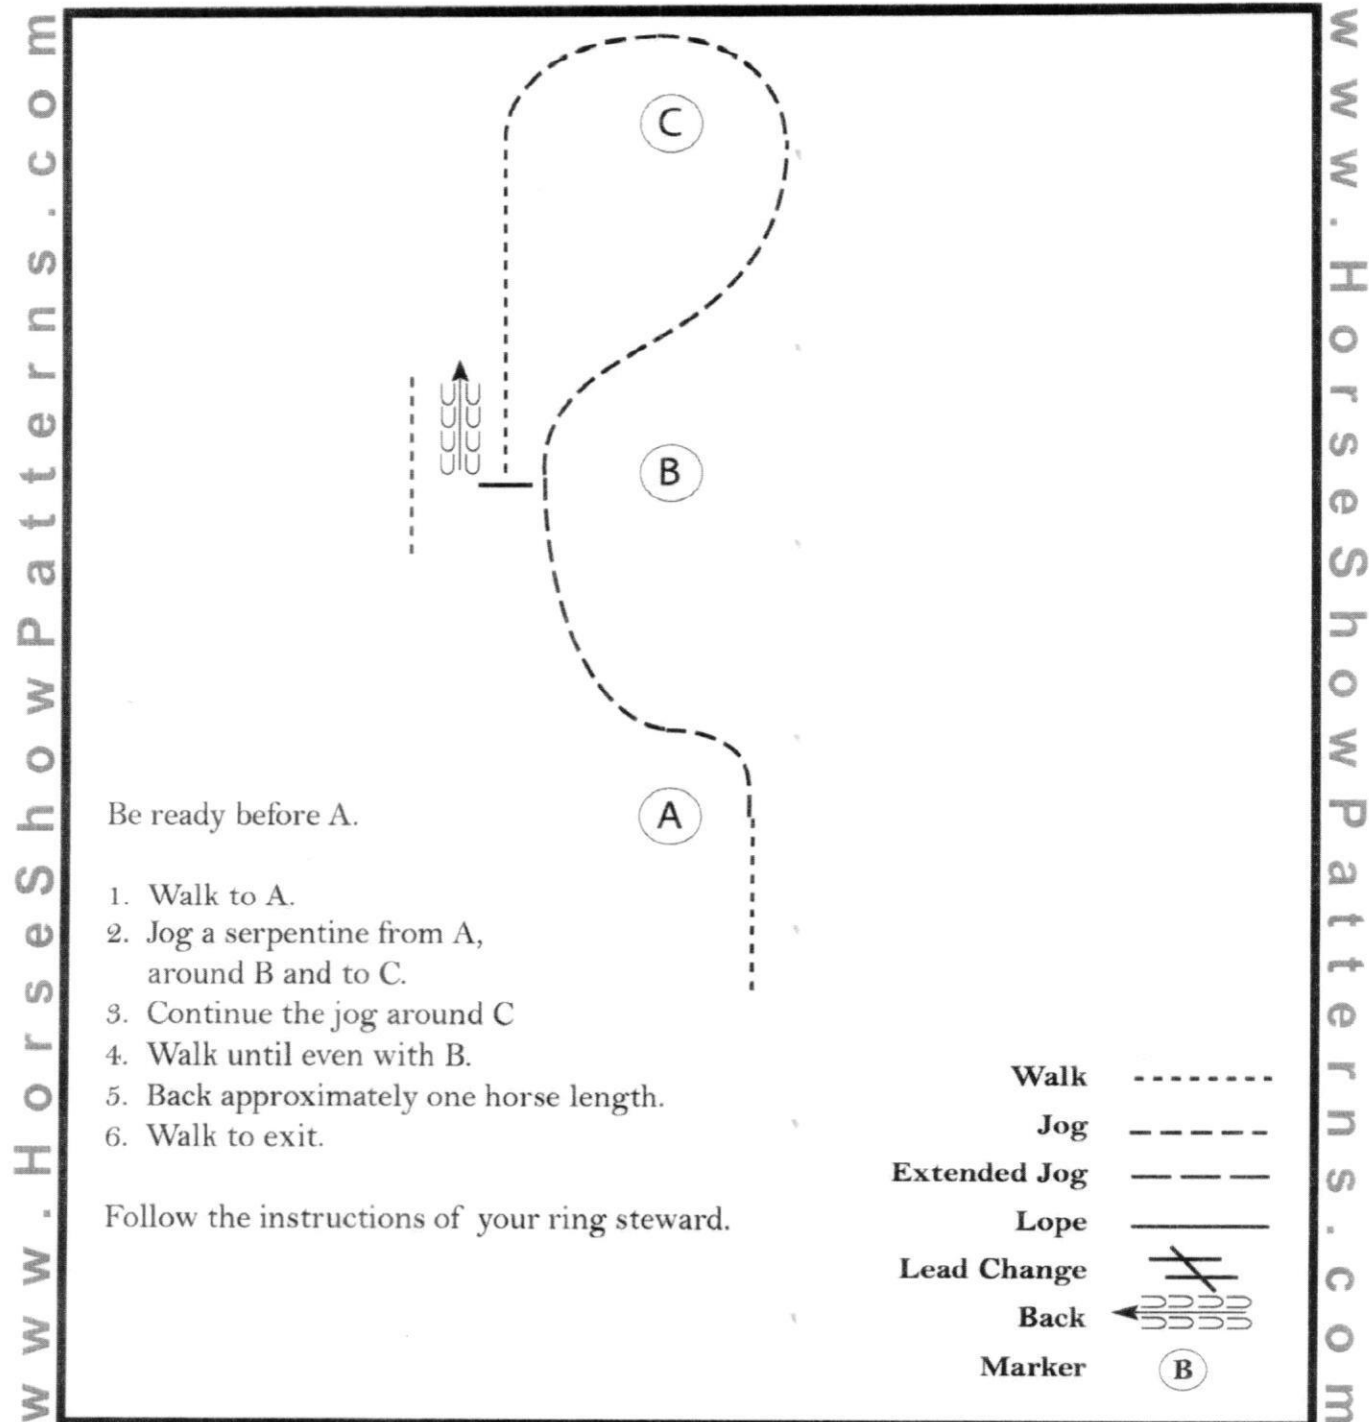 www.HorseShowPatterns.com
www.HorseShowPatterns.com
C
B
A
Be ready before A.
1. Walk to A.
2. Jog a serpentine from A,
around B and to C.
3. Continue the jog around C
4. Walk until even with B.
5. Back approximately one horse length.
6. Walk to exit.
Follow the instructions of your ring steward.
Walk
Jog
Extended Jog
Lope
Lead Change
Back
Marker B